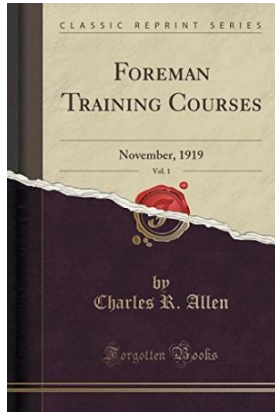 CLASSIC REPRINT SERIES
FOREMAN
TRAINING COURSES
November, 1919
Vol. 1
by
Charles R. Allen
Forgotten Books